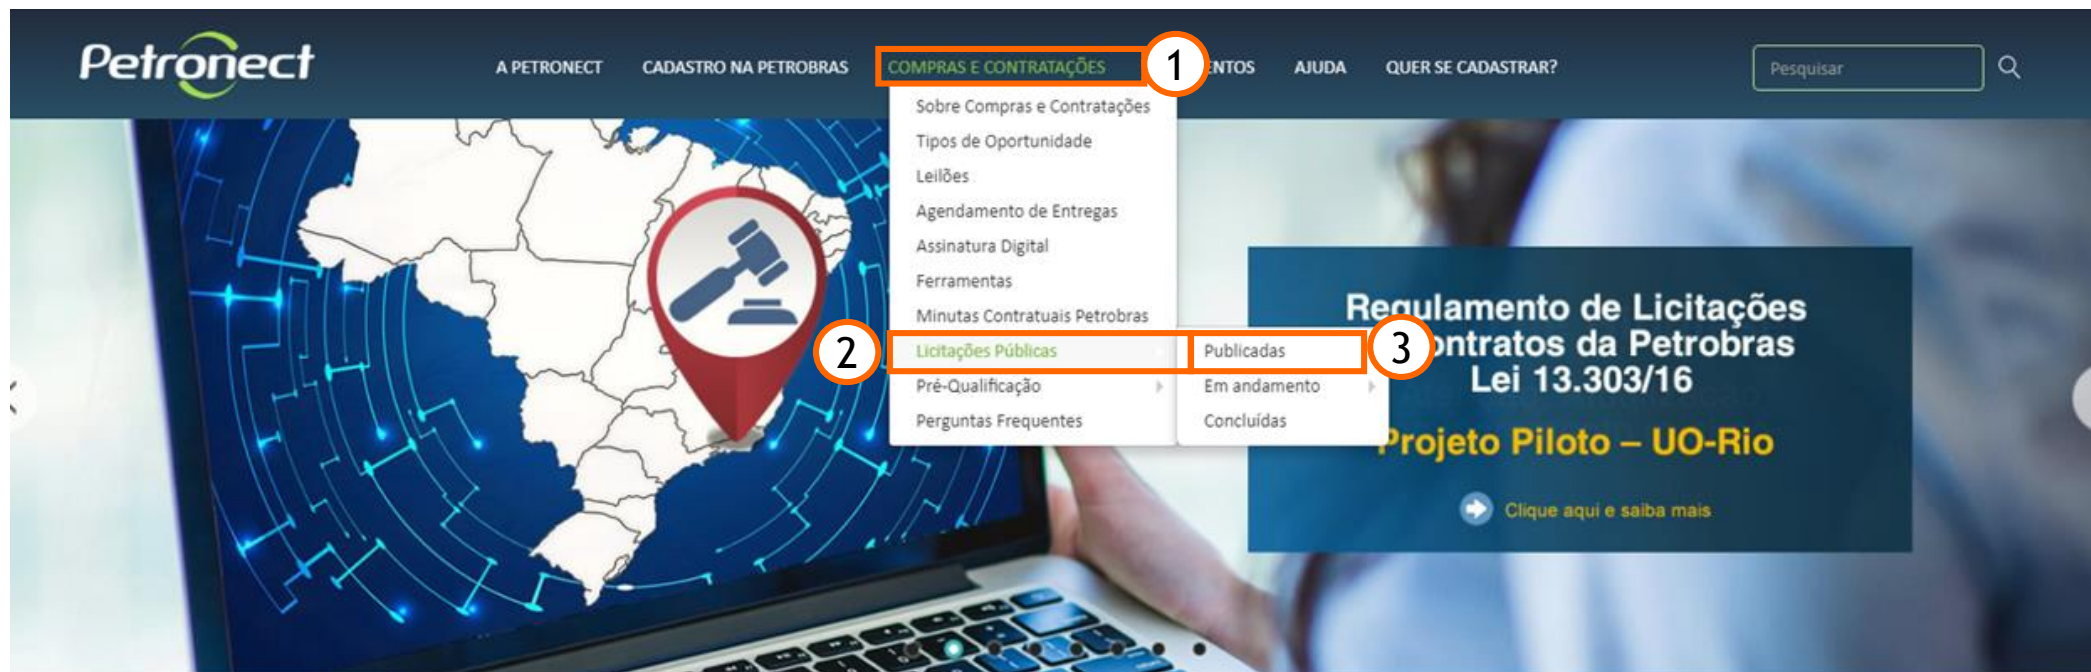 Petronect
A PETRONECT
CADASTRO NA PETROBRAS
COMPRAS E CONTRATAÇÕES
1
ENTOS
AJUDA
QUER SE CADASTRAR?
Pesquisar
Sobre Compras e Contratações
Tipos de Oportunidade
Leilões
Agendamento de Entregas
Assinatura Digital
Ferramentas
Minutas Contratuais Petrobras
2
Licitações Públicas
Publicadas
3
Pré-Qualificação
Em andamento
Perguntas Frequentes
Concluídas
Regulamento de Licitações
ontratos da Petrobras
Lei 13.303/16
Projeto Piloto – UO-Rio
Clique aqui e saiba mais